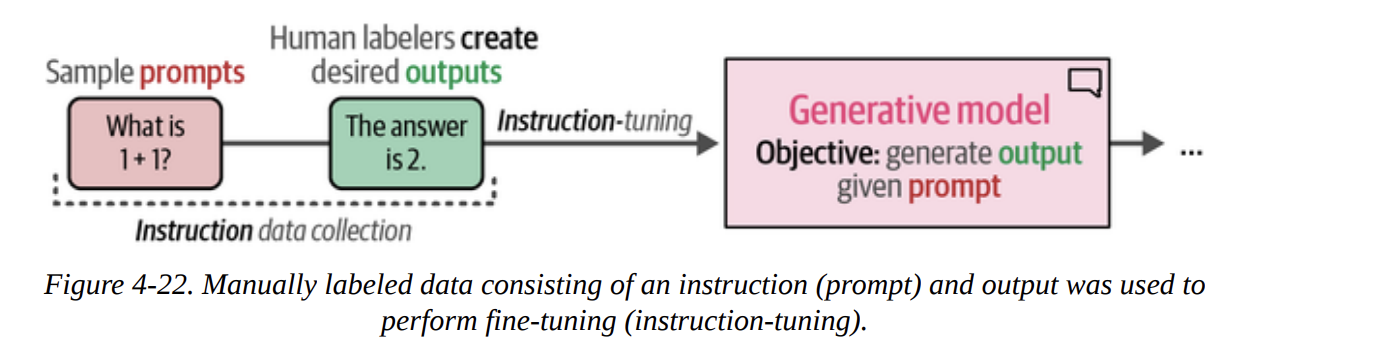 Sample prompts
Human labelers create
desired outputs
What is
1 + 1?
The answer
is 2.
Instruction-tuning
Instruction data collection
Generative model
Objective: generate output
given prompt
...
Figure 4-22. Manually labeled data consisting of an instruction (prompt) and output was used to
perform fine-tuning (instruction-tuning).